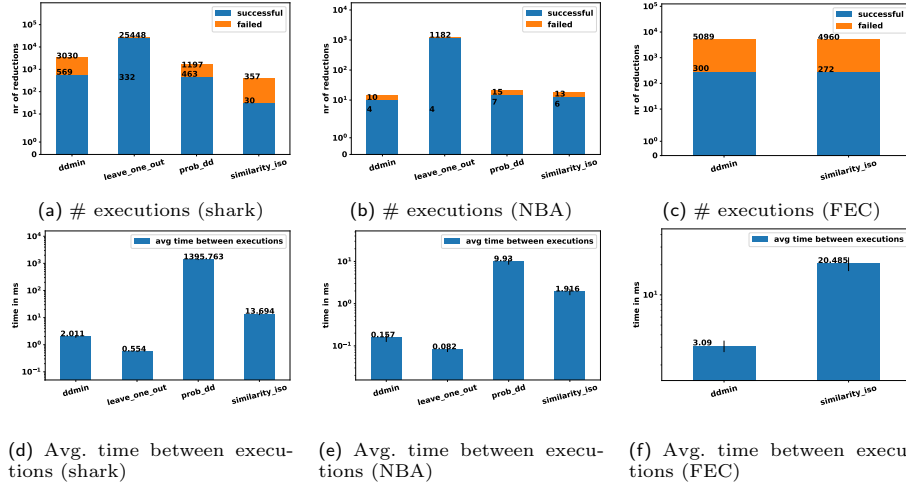 successful
failed
nr of reductions
10^5
10^4
10^3
10^2
10^1
10^0
0
3030
569
25448
332
1197
463
357
30
ddmin
leave_one_out
prob_dd
similarity_iso
(a) # executions (shark)
successful
failed
nr of reductions
10^3
10^2
10^1
10^0
0
10
4
1182
4
15
7
13
6
ddmin
leave_one_out
prob_dd
similarity_iso
(b) # executions (NBA)
successful
failed
nr of reductions
10^5
10^4
10^3
10^2
10^1
10^0
0
5089
300
4960
272
ddmin
similarity_iso
(c) # executions (FEC)
avg time between executions
time in ms
10^4
10^3
10^2
10^1
10^0
10^-1
2.011
0.554
1395.763
13.694
ddmin
leave_one_out
prob_dd
similarity_iso
(d) Avg. time between execu-
tions (shark)
avg time between executions
time in ms
10^1
10^0
10^-1
0.157
0.082
9.93
1.916
ddmin
leave_one_out
prob_dd
similarity_iso
(e) Avg. time between execu-
tions (NBA)
avg time between executions
time in ms
10^1
3.09
20.485
ddmin
similarity_iso
(f) Avg. time between execu-
tions (FEC)